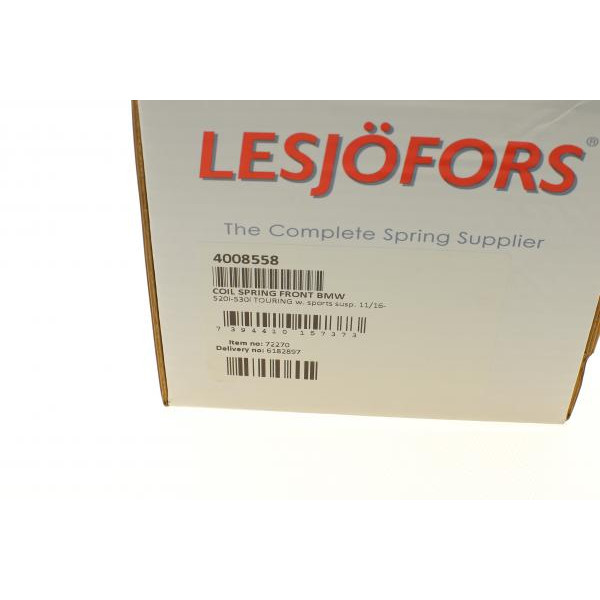 LESJÖFORS®
The Complete Spring Supplier
4008558
COIL SPRING FRONT BMW
520I-530I TOURING w. sports susp. 11/16-
7 394410 157373
Item no: 72270
Delivery no: 6182897